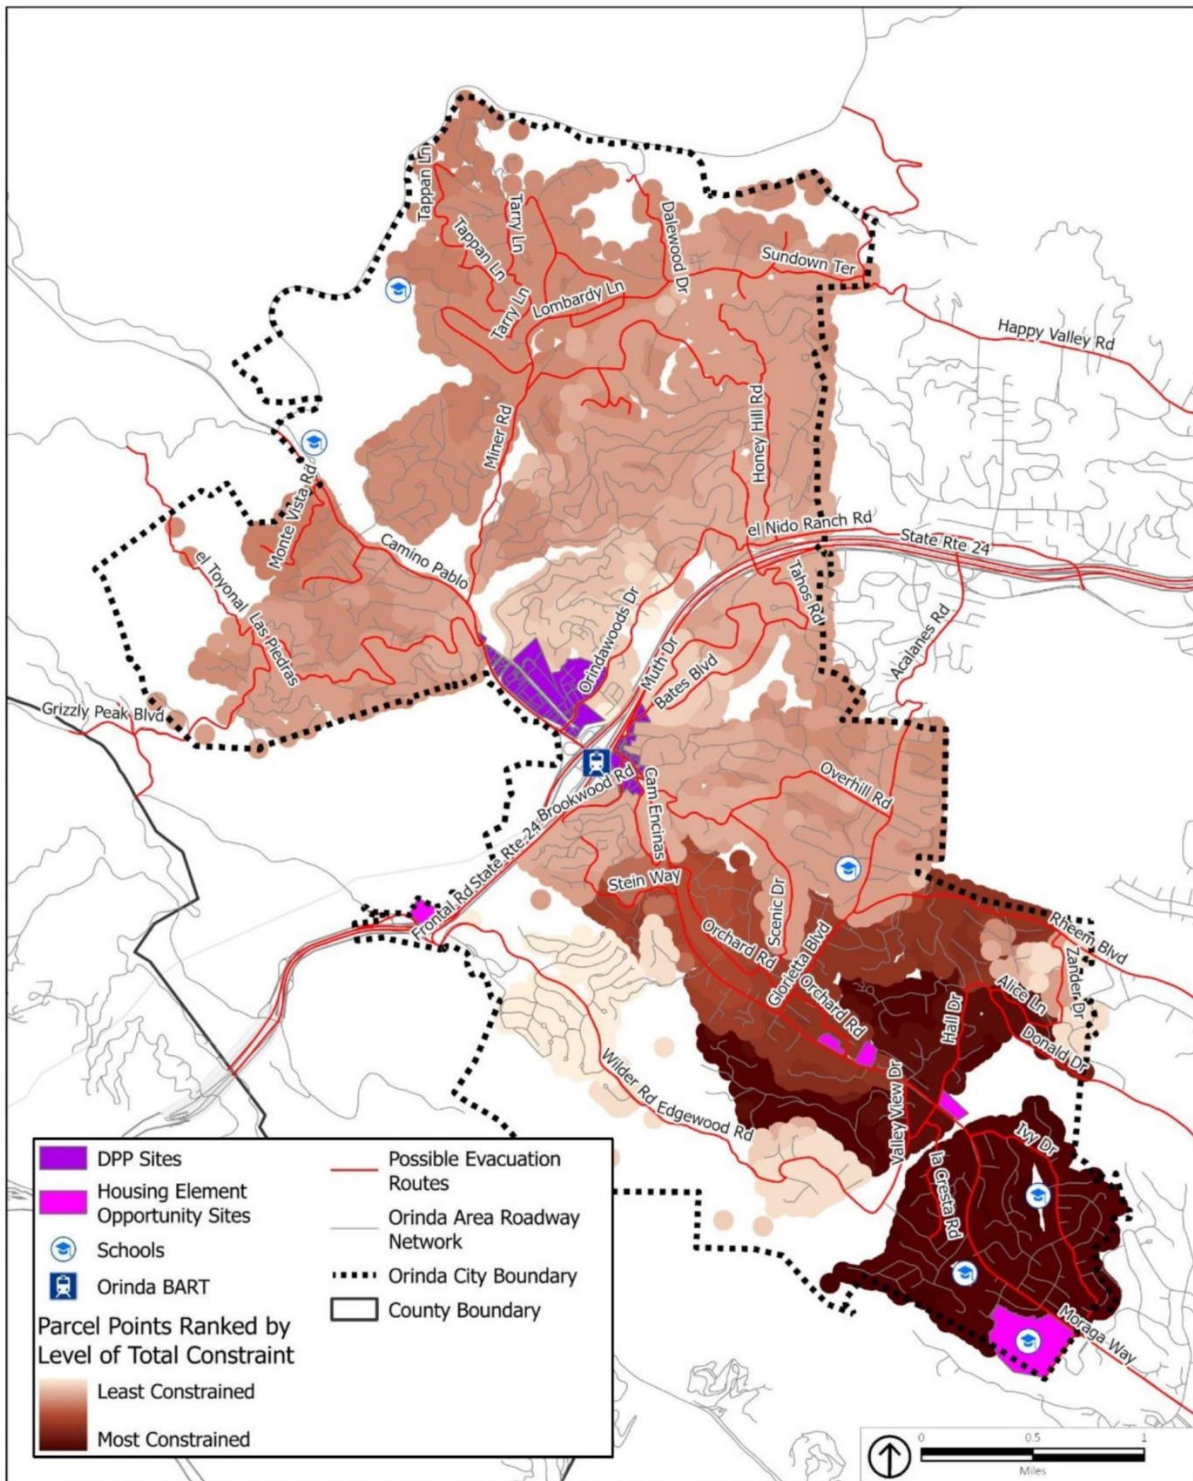 Tappan Ln
Tarry Ln
Dalewood Dr
Tappan Ln
Sundown Ter
Tarry Ln
Lombardy Ln
Happy Valley Rd
Miner Rd
Honey Hill Rd
Monte Vista Rd
el Nido Ranch Rd
State Rte 24
Camino Pablo
el Toyonal
Las Piedras
Tahos Rd
Orindawoods Dr
Acalanes Rd
Muth Dr
Bates Blvd
Grizzly Peak Blvd
Brookwood Rd
Cam Encinas
Overhill Rd
State Rte 24
Frontal Rd
Stein Way
Scenic Dr
Orchard Rd
Glorietta Blvd
Orchard Rd
Rheem Blvd
Zander Dr
Alice Ln
Hall Dr
Donald Dr
Wilder Rd
Edgewood Rd
Valley View Dr
Ivy Dr
la Cresta Rd
Moraga Way
DPP Sites
Housing Element
Opportunity Sites
Schools
Orinda BART
Parcel Points Ranked by
Level of Total Constraint
Least Constrained
Most Constrained
Possible Evacuation
Routes
Orinda Area Roadway
Network
Orinda City Boundary
County Boundary
0 0.5 1
Miles